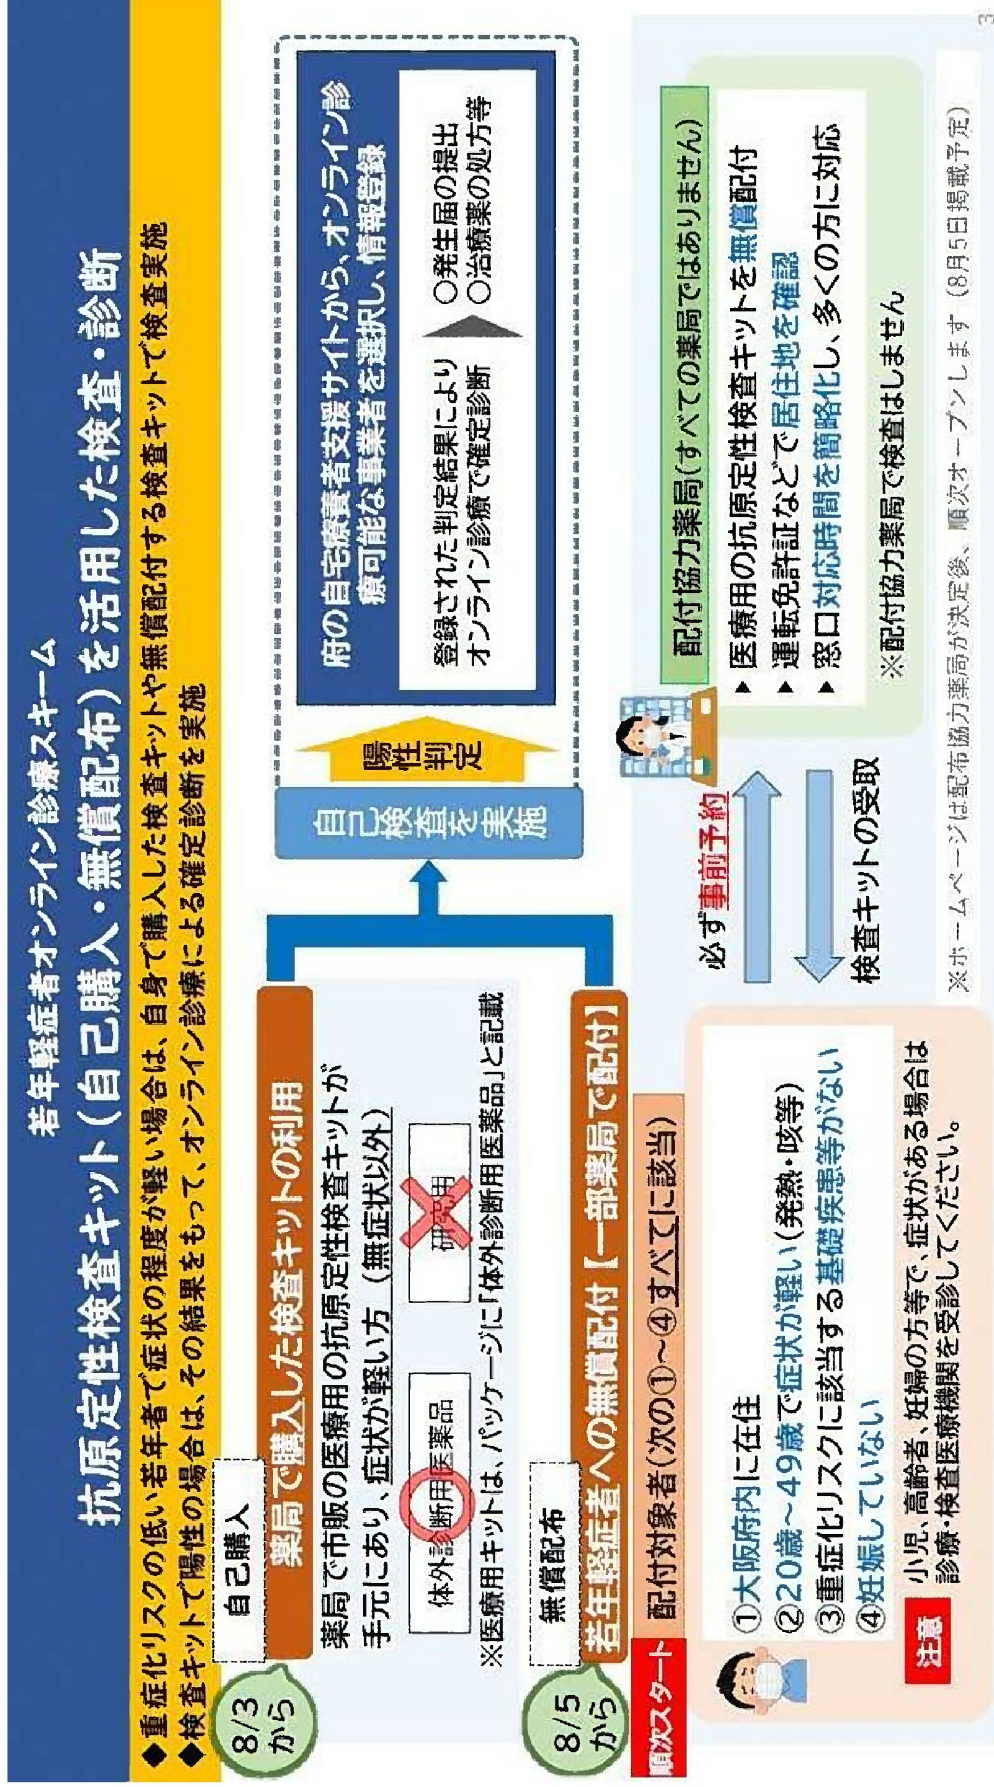 若年軽症者オンライン診療スキーム
抗原定性検査キット(自己購入・無償配布)を活用した検査・診断
◆重症化リスクの低い若年者で症状の程度が軽い場合は、自身で購入した検査キットや無償配付する検査キットで検査実施
◆検査キットで陽性の場合は、その結果をもって、オンライン診療による確定診断を実施
8/3
から
自己購入
薬局で購入した検査キットの利用
薬局で市販の医療用の抗原定性検査キットが
手元にあり、症状が軽い方(無症状以外)
体外診断用医薬品
研究用
※医療用キットは、パッケージに「体外診断用医薬品」と記載
自己検査を実施
陽性
判定
府の自宅療養者支援サイトから、オンライン診
療可能な事業者を選択し、情報登録
登録された判定結果により
オンライン診療で確定診断
○発生届の提出
○治療薬の処方等
8/5
から
無償配布
若年軽症者への無償配付【一部薬局で配付】
順次スタート
配付対象者(次の①~④すべてに該当)
①大阪府内に在住
②20歳~49歳で症状が軽い(発熱・咳等)
③重症化リスクに該当する基礎疾患等がない
④妊娠していない
注意
小児、高齢者、妊婦の方等で、症状がある場合は
診療・検査医療機関を受診してください。
必ず事前予約
検査キットの受取
配付協力薬局(すべての薬局ではありません)
▶医療用の抗原定性検査キットを無償配付
▶運転免許証などで居住地を確認
▶窓口対応時間を簡略化し、多くの方に対応
※配付協力薬局で検査はしません
※ホームページは配布協力薬局が決定後、順次オープンします(8月5日掲載予定)
3